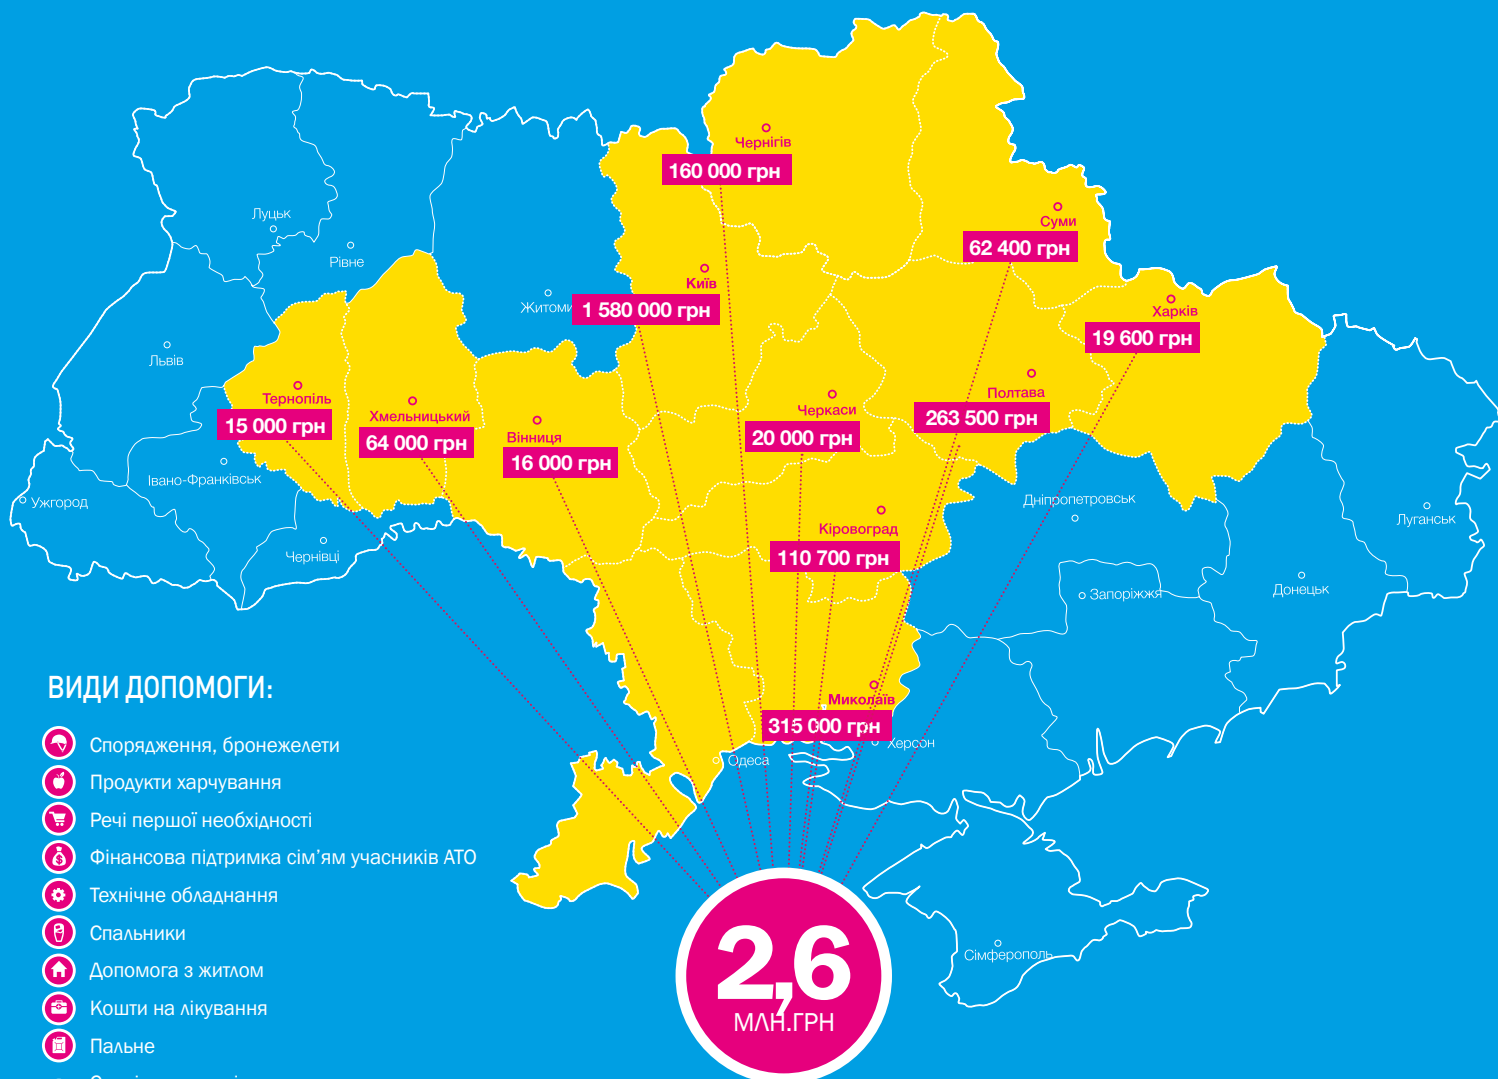 Чернігів
160 000 грн
Суми
62 400 грн
Луцьк
Рівне
Київ
1 580 000 грн
Харків
19 600 грн
Львів
Тернопіль
15 000 грн
Хмельницький
64 000 грн
Вінниця
16 000 грн
Черкаси
20 000 грн
Полтава
263 500 грн
Івано-Франківськ
Ужгород
Чернівці
Кіровоград
110 700 грн
Дніпропетровськ
Луганськ
Запоріжжя
Донецьк
Миколаїв
315 000 грн
Херсон
Одеса
Сімферополь
ВИДИ ДОПОМОГИ:
Спорядження, бронежелети
Продукти харчування
Речі першої необхідності
Фінансова підтримка сім’ям учасників АТО
Технічне обладнання
Спальники
Допомога з житлом
Кошти на лікування
Пальне
2,6
МЛН.ГРН